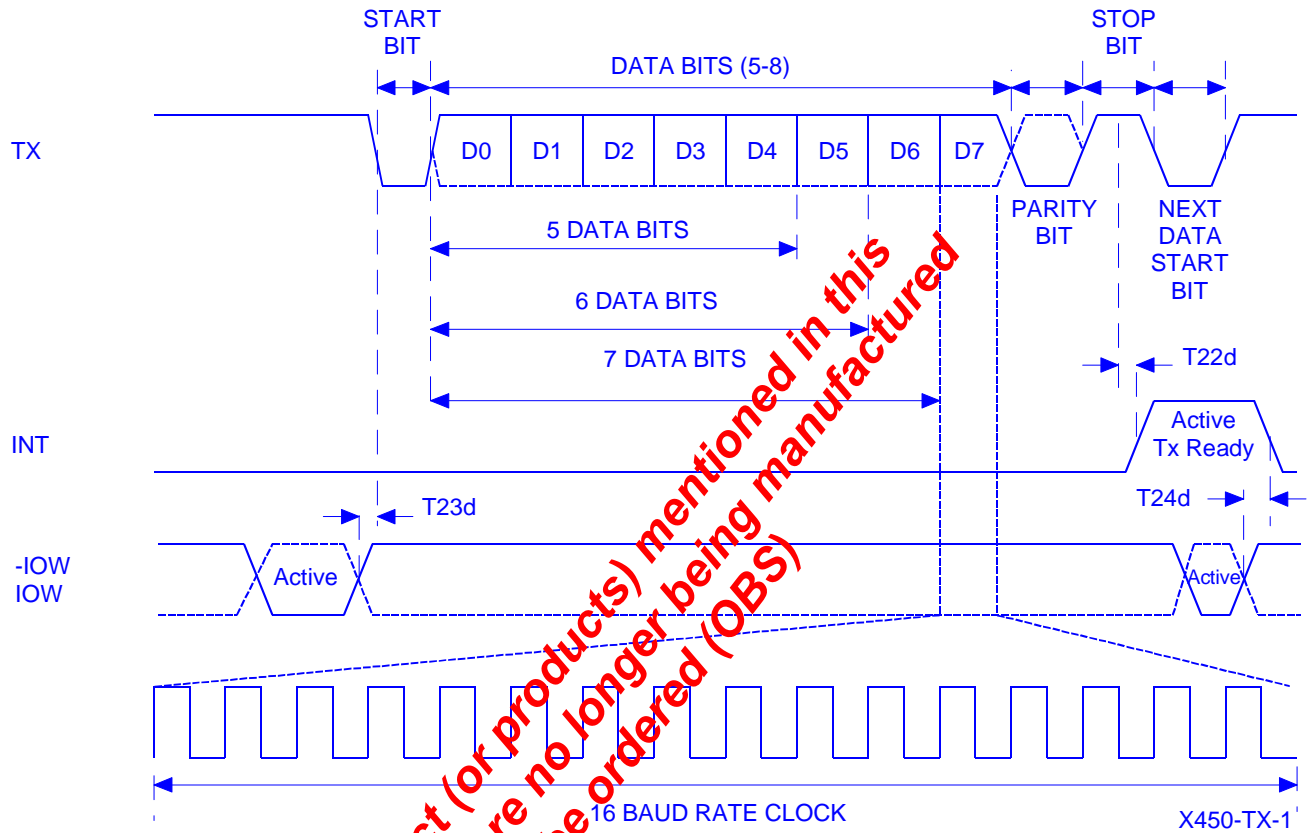 START
BIT
STOP
BIT
DATA BITS (5-8)
TX
D0 D1 D2 D3 D4 D5 D6 D7
PARITY
BIT
NEXT
DATA
START
BIT
5 DATA BITS
6 DATA BITS
7 DATA BITS
T22d
INT
Active
Tx Ready
T23d
T24d
-IOW
IOW
Active
Active
16 BAUD RATE CLOCK
X450-TX-1
(or products) mentioned in this
no longer being manufactured
ordered (OBS)